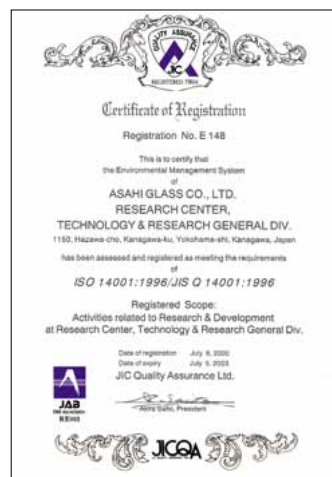 QUALITY ASSURANCE
JIC
REGISTERED FIRM
Certificate of Registration
Registration No. E 148
This is to certify that
the Environmental Management System
of
ASAHI GLASS CO., LTD.
RESEARCH CENTER,
TECHNOLOGY & RESEARCH GENERAL DIV.
1150, Hazawa-cho, Kanagawa-ku, Yokohama-shi, Kanagawa, Japan
has been assessed and registered as meeting the requirements
of
ISO 14001:1996/JIS Q 14001:1996
Registered Scope:
Activities related to Research & Development
at Research Center, Technology & Research General Div.
Date of registration July 6, 2000
Date of expiry July 5, 2003
JIC Quality Assurance Ltd.
Akira Saito, President
JAB
JICQA